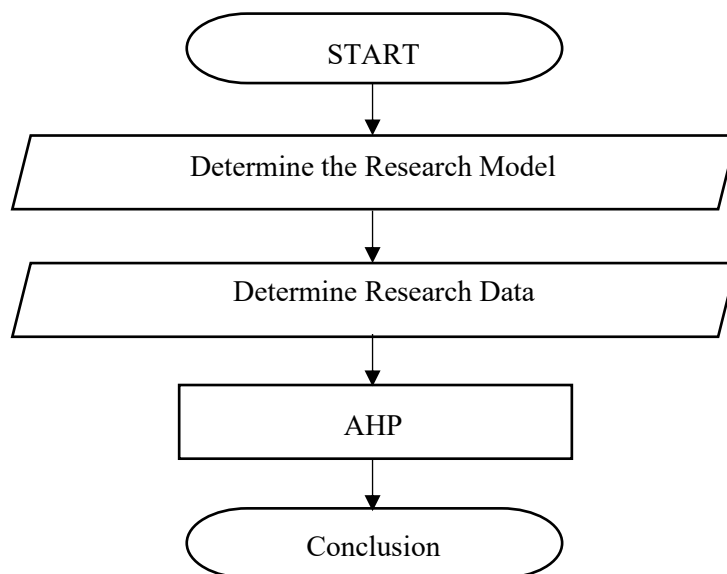 START
Determine the Research Model
Determine Research Data
AHP
Conclusion